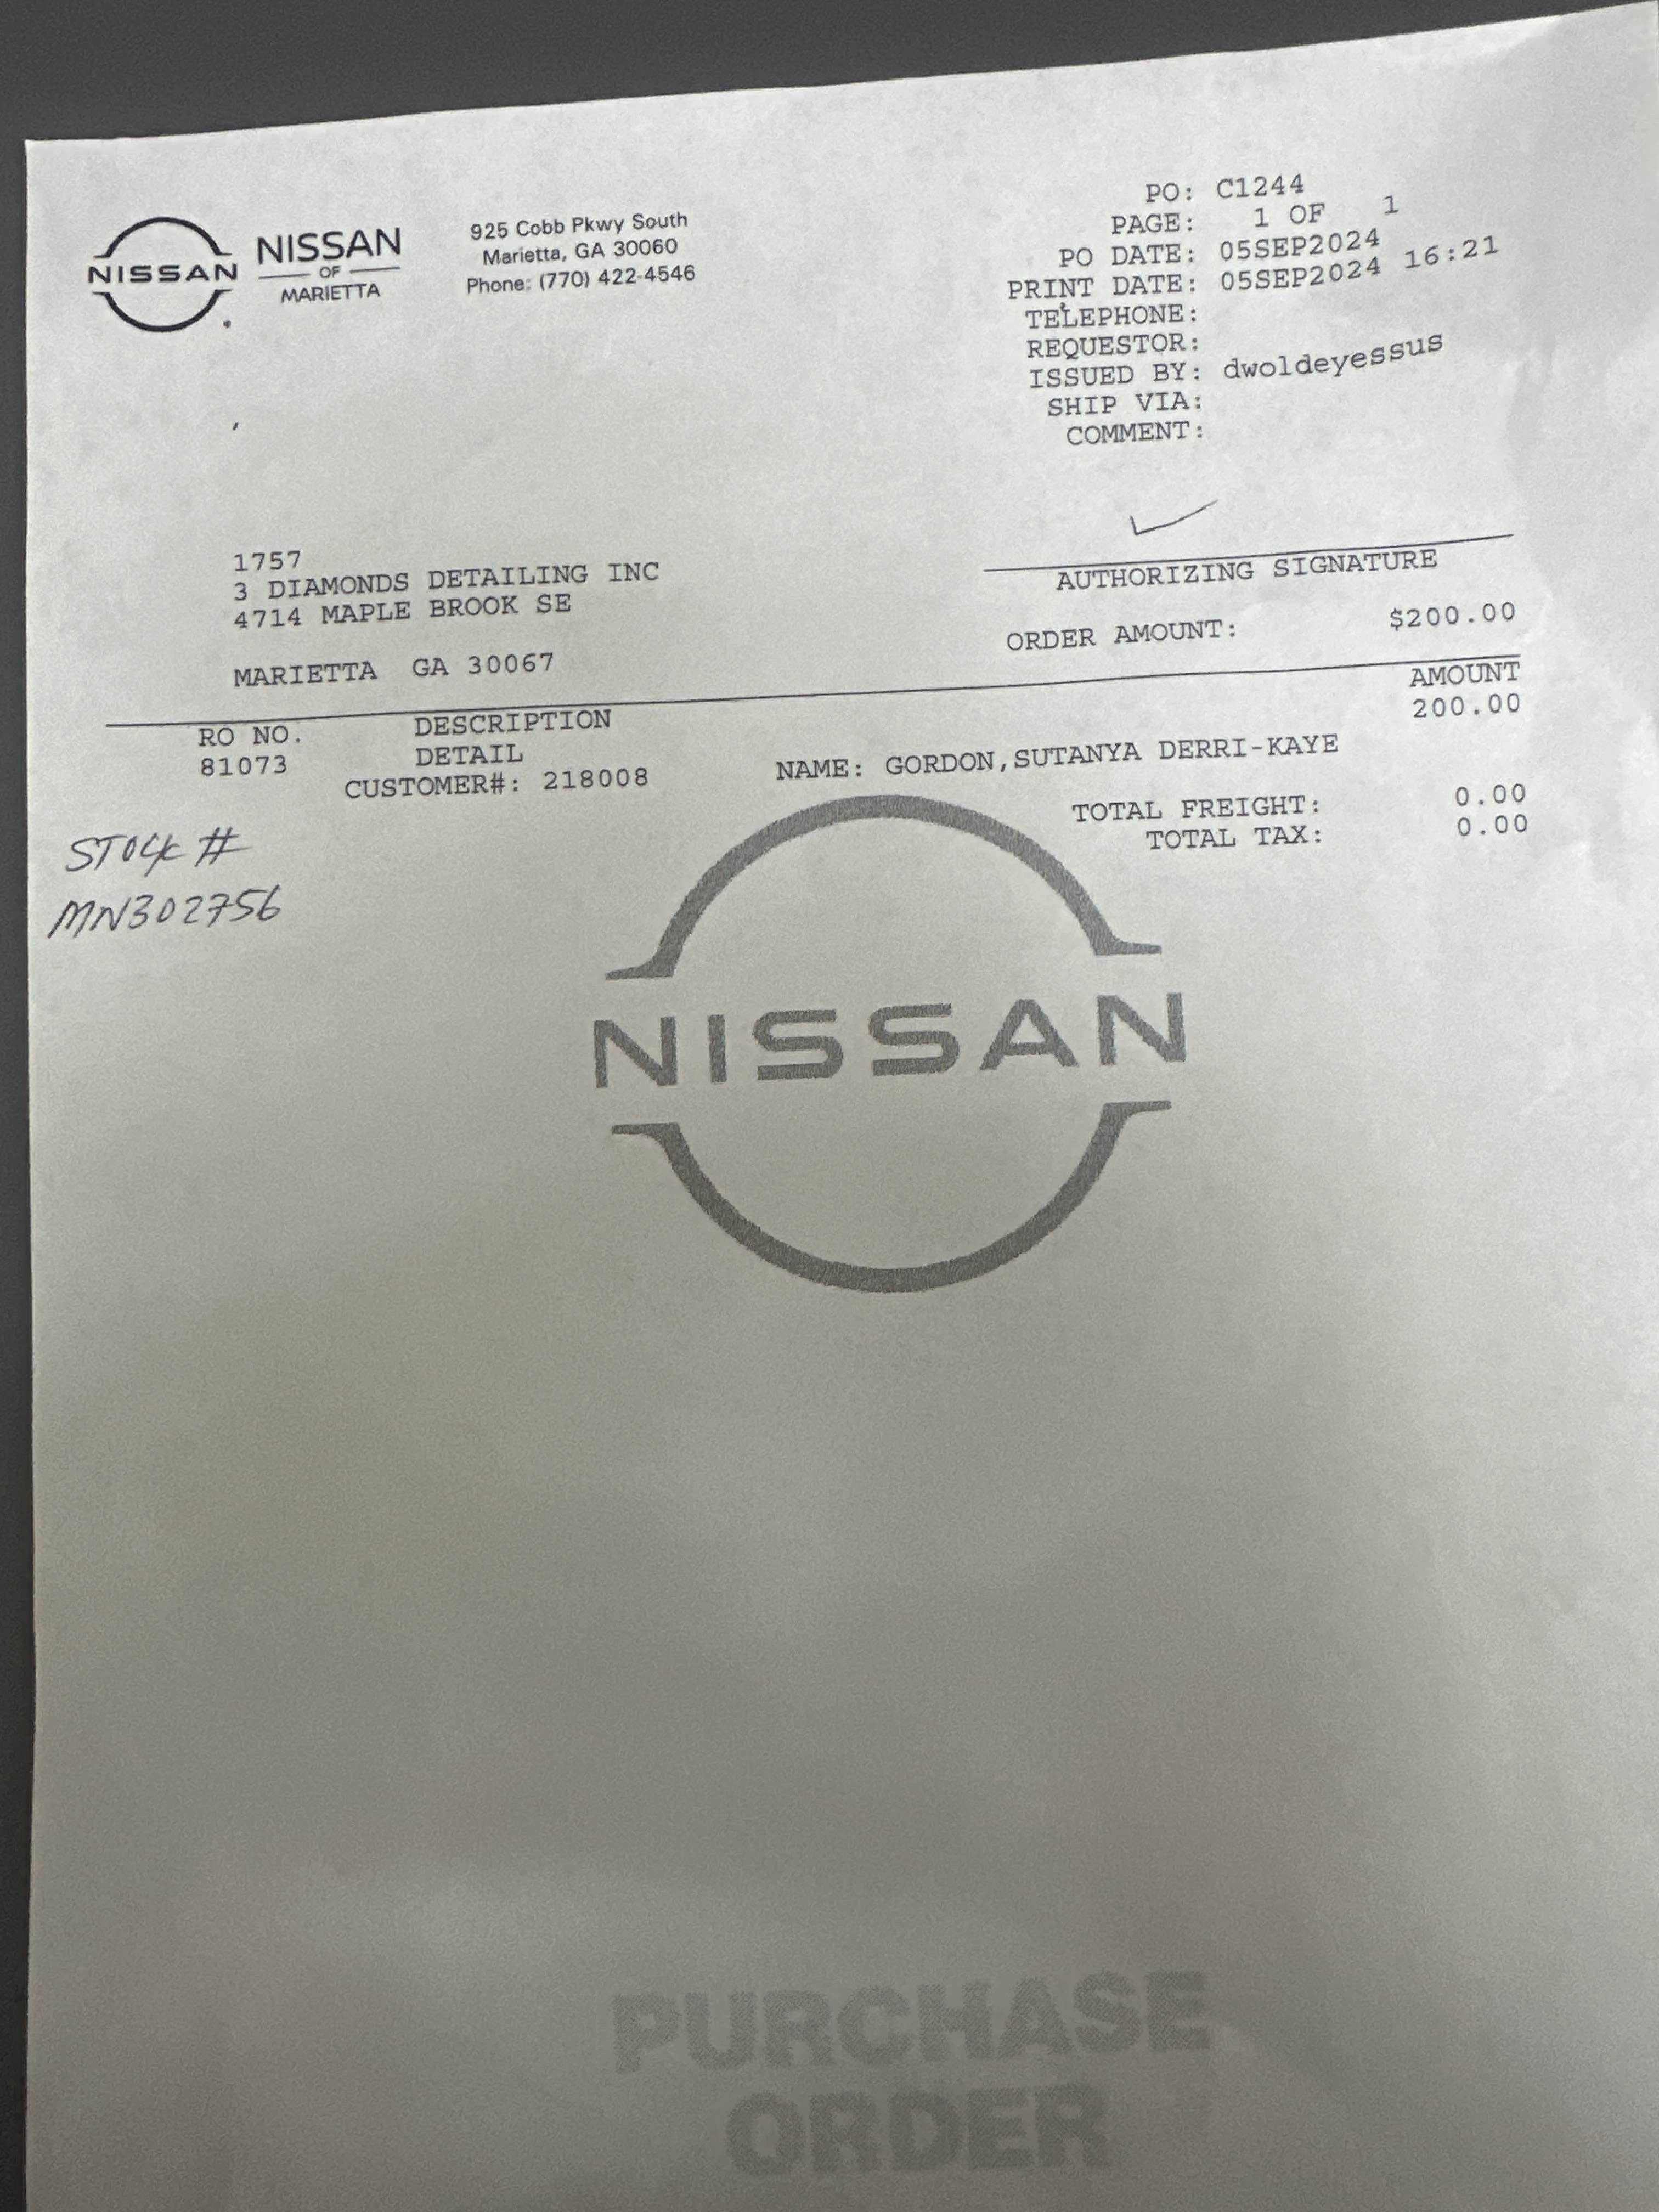 NISSAN
NISSAN
OF
MARIETTA
925 Cobb Pkwy South
Marietta, GA 30060
Phone: (770) 422-4546
PO: C1244
PAGE: 1 OF 1
PO DATE: 05SEP2024
PRINT DATE: 05SEP2024 16:21
TELEPHONE:
REQUESTOR:
ISSUED BY: dwoldeyessus
SHIP VIA:
COMMENT:
1757
3 DIAMONDS DETAILING INC
4714 MAPLE BROOK SE
MARIETTA GA 30067
AUTHORIZING SIGNATURE
ORDER AMOUNT: $200.00
RO NO. DESCRIPTION AMOUNT
81073 DETAIL 200.00
CUSTOMER#: 218008 NAME: GORDON,SUTANYA DERRI-KAYE
TOTAL FREIGHT: 0.00
TOTAL TAX: 0.00
STOCK #
MN302756
NISSAN
PURCHASE
ORDER